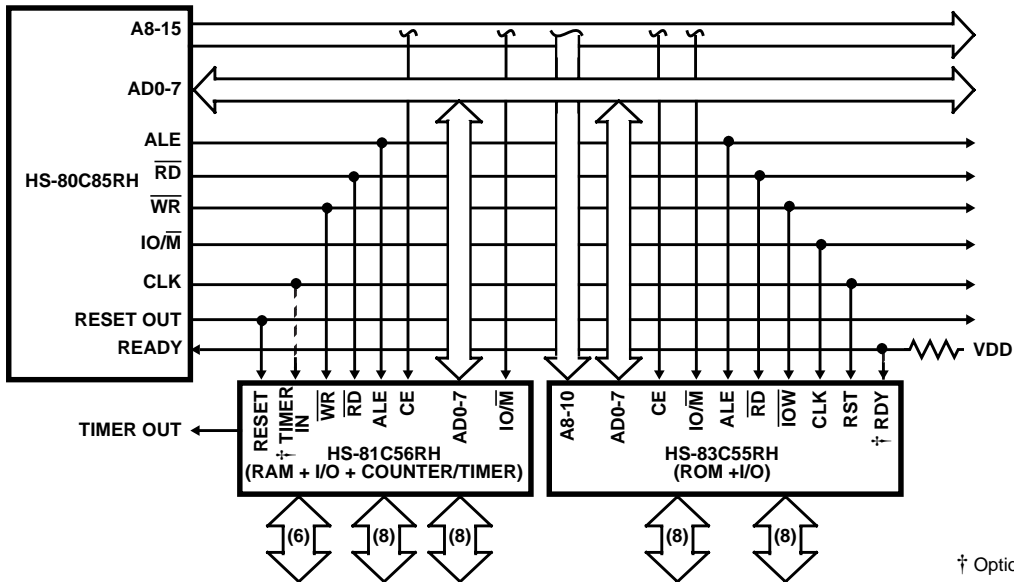 A8-15
AD0-7
ALE
HS-80C85RH
RD
WR
IO/M
CLK
RESET OUT
READY
VDD
RESET
† TIMER IN
WR
RD
ALE
CE
AD0-7
IO/M
A8-10
AD0-7
CE
IO/M
ALE
RD
IOW
CLK
RST
† RDY
TIMER OUT
HS-81C56RH
(RAM + I/O + COUNTER/TIMER)
HS-83C55RH
(ROM +I/O)
(6)
(8)
(8)
(8)
(8)